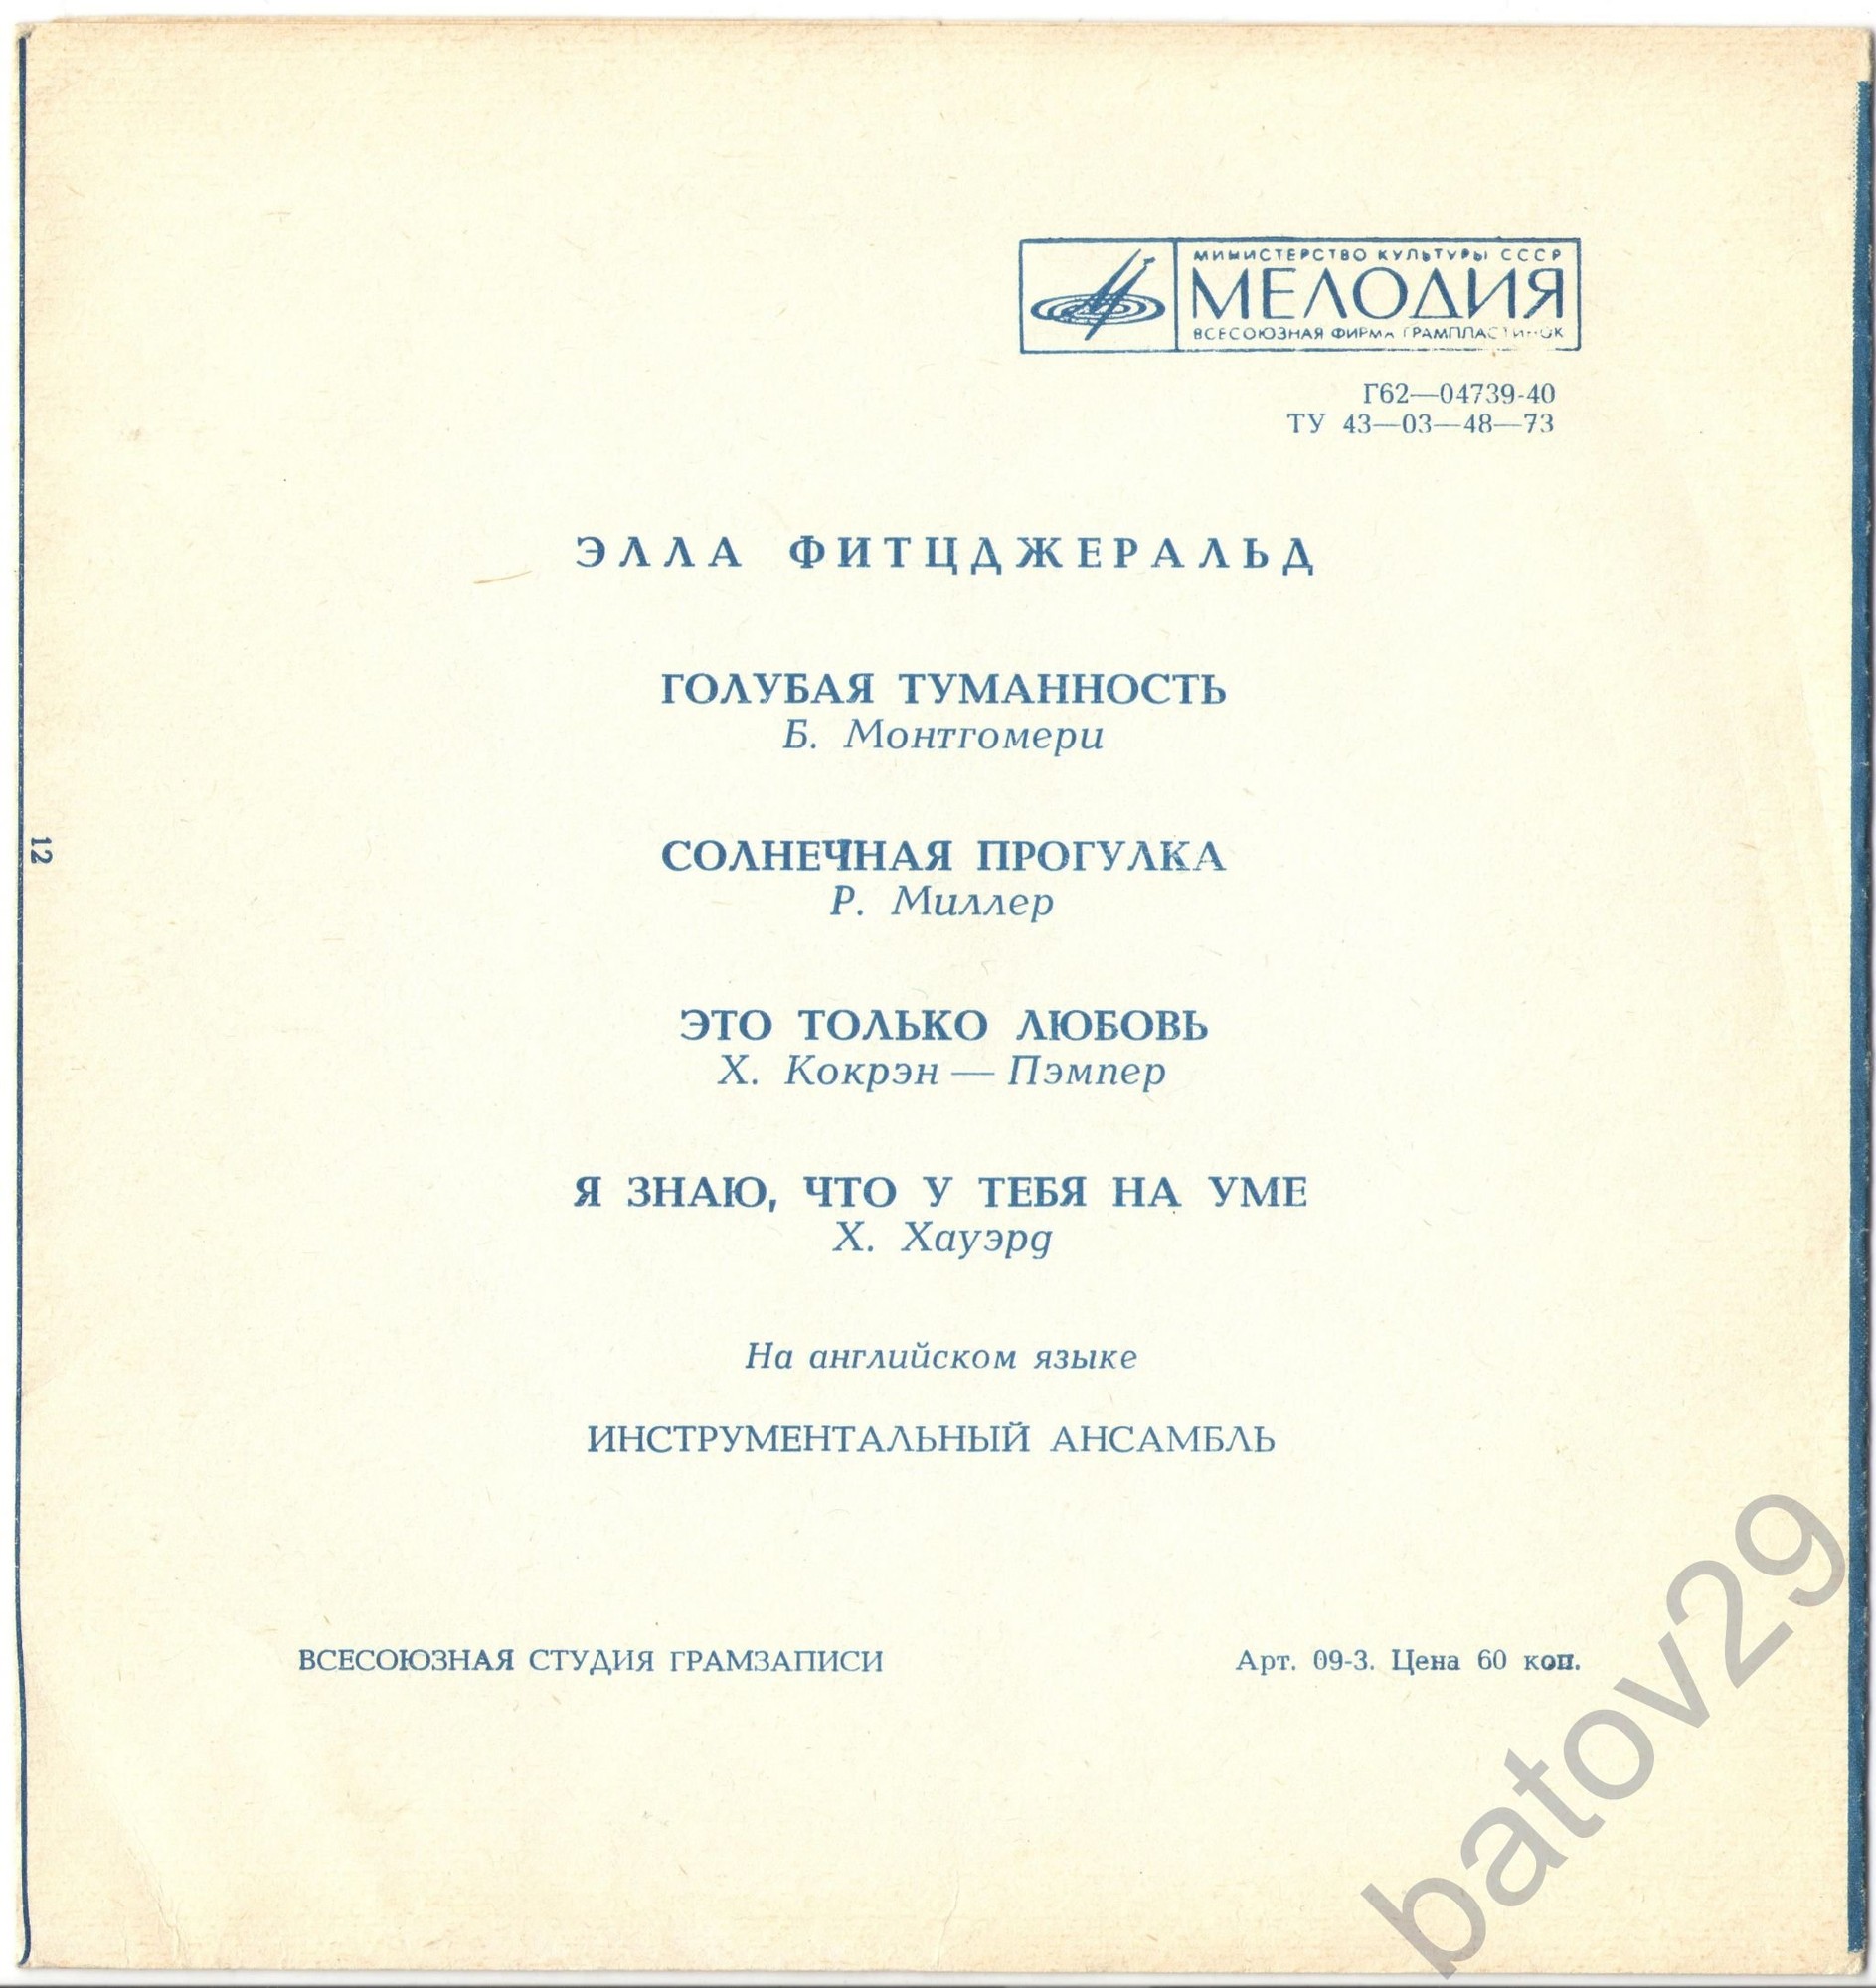 МИНИСТЕРСТВО КУЛЬТУРЫ СССР
МЕЛОДИЯ
ВСЕСОЮЗНАЯ ФИРМА ГРАМПЛАСТИНОК
Г62—04739-40
ТУ 43—03—48—73
ЭЛЛА ФИТЦДЖЕРАЛЬД
ГОЛУБАЯ ТУМАННОСТЬ
Б. Монтгомери
СОЛНЕЧНАЯ ПРОГУЛКА
Р. Миллер
12
ЭТО ТОЛЬКО ЛЮБОВЬ
Х. Кокрэн — Пэмпер
Я ЗНАЮ, ЧТО У ТЕБЯ НА УМЕ
Х. Хауэрд
На английском языке
ИНСТРУМЕНТАЛЬНЫЙ АНСАМБЛЬ
ВСЕСОЮЗНАЯ СТУДИЯ ГРАМЗАПИСИ
Арт. 09-3. Цена 60 коп.
batov29